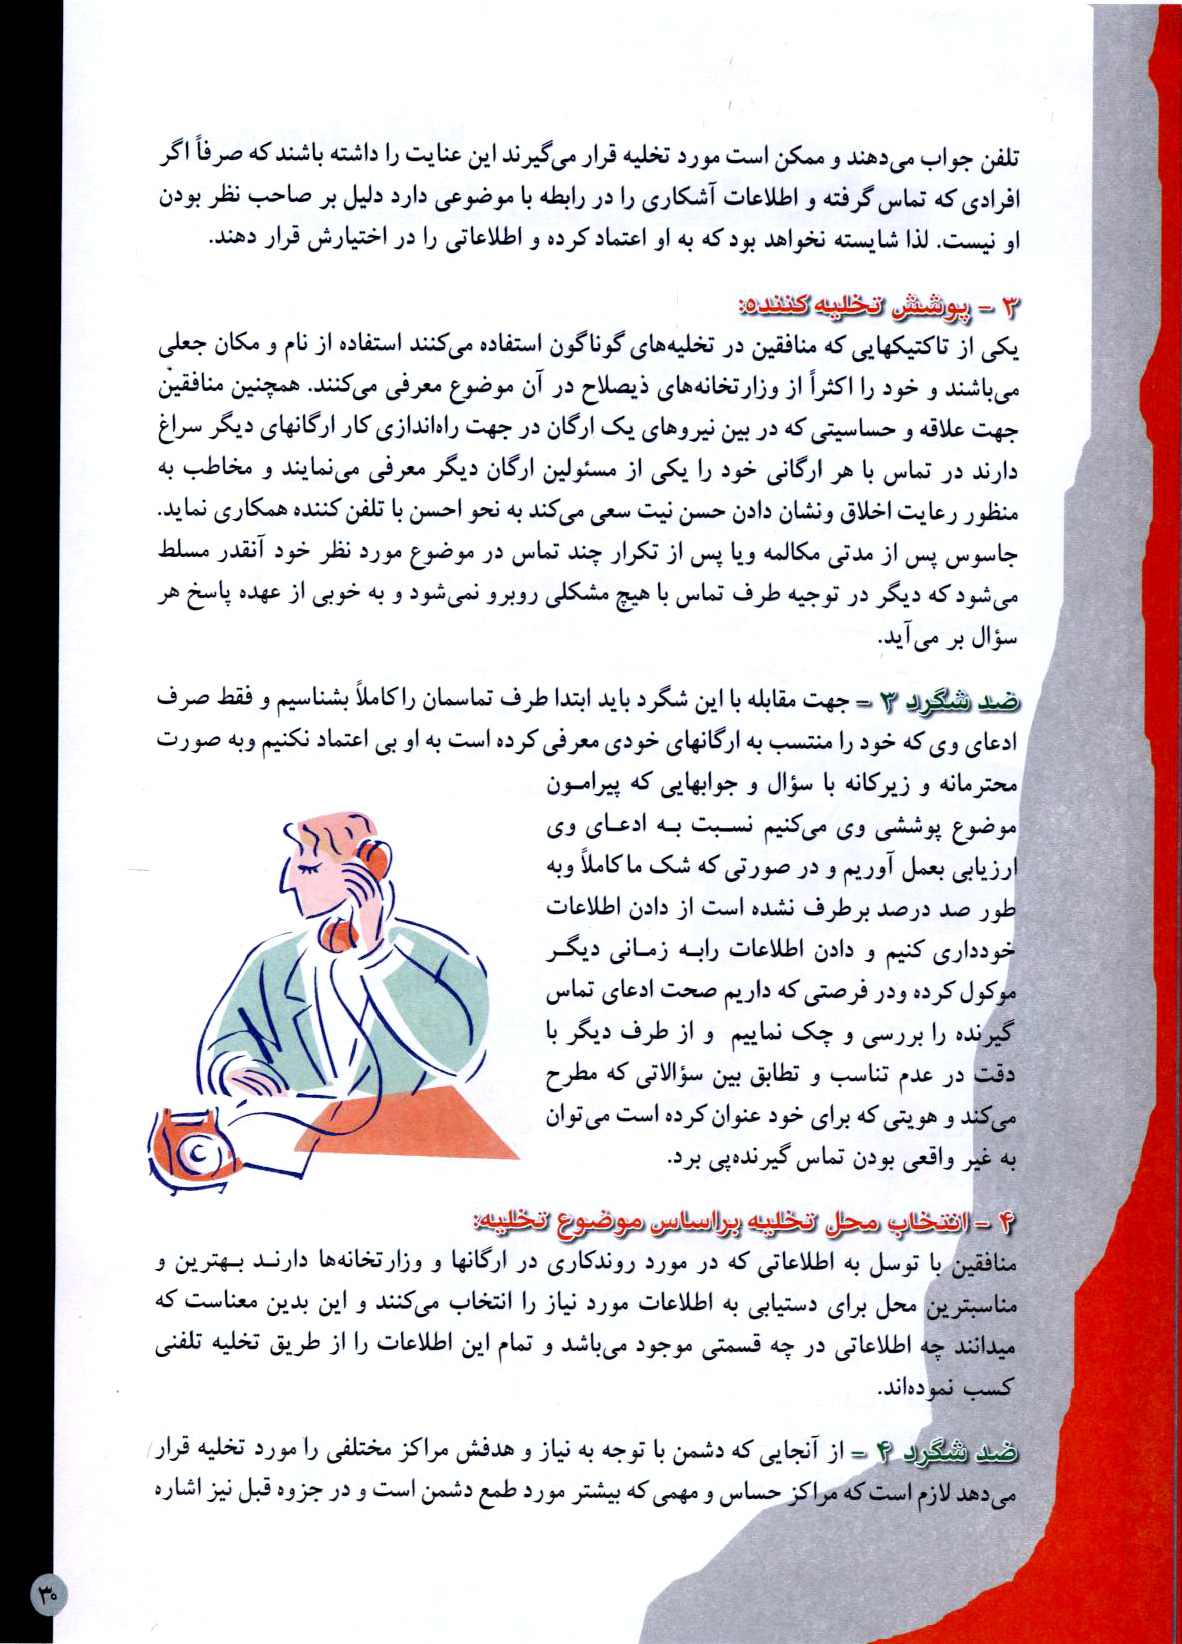 تلفن جواب می‌دهند و ممکن است مورد تخلیه قرار می‌گیرند این عنایت را داشته باشند که صرفاً اگر
افرادی که تماس گرفته و اطلاعات آشکاری را در رابطه با موضوعی دارد دلیل بر صاحب نظر بودن
او نیست. لذا شایسته نخواهد بود که به او اعتماد کرده و اطلاعاتی را در اختیارش قرار دهند.
۳ - پوشش تخلیه کننده:
یکی از تاکتیکهایی که منافقین در تخلیه‌های گوناگون استفاده می‌کنند استفاده از نام و مکان جعلی
می‌باشند و خود را اکثراً از وزارتخانه‌های ذیصلاح در آن موضوع معرفی می‌کنند. همچنین منافقین
جهت علاقه و حساسیتی که در بین نیروهای یک ارگان در جهت راه‌اندازی کار ارگانهای دیگر سراغ
دارند در تماس با هر ارگانی خود را یکی از مسئولین ارگان دیگر معرفی می‌نمایند و مخاطب به
منظور رعایت اخلاق ونشان دادن حسن نیت سعی می‌کند به نحو احسن با تلفن کننده همکاری نماید.
جاسوس پس از مدتی مکالمه ویا پس از تکرار چند تماس در موضوع مورد نظر خود آنقدر مسلط
می‌شود که دیگر در توجیه طرف تماس با هیچ مشکلی روبرو نمی‌شود و به خوبی از عهده پاسخ هر
سؤال بر می‌آید.
ضد شگرد ۳ - جهت مقابله با این شگرد باید ابتدا طرف تماسمان را کاملاً بشناسیم و فقط صرف
ادعای وی که خود را منتسب به ارگانهای خودی معرفی کرده است به او بی اعتماد نکنیم وبه صورت
محترمانه و زیرکانه با سؤال و جوابهایی که پیرامون
موضوع پوششی وی می‌کنیم نسبت به ادعای وی
ارزیابی بعمل آوریم و در صورتی که شک ما کاملاً وبه
طور صد درصد برطرف نشده است از دادن اطلاعات
خودداری کنیم و دادن اطلاعات رابه زمانی دیگر
موکول کرده ودر فرصتی که داریم صحت ادعای تماس
گیرنده را بررسی و چک نماییم و از طرف دیگر با
دقت در عدم تناسب و تطابق بین سؤالاتی که مطرح
می‌کند و هویتی که برای خود عنوان کرده است می‌توان
به غیر واقعی بودن تماس گیرنده‌پی برد.
۴ - انتخاب محل تخلیه براساس موضوع تخلیه:
منافقین با توسل به اطلاعاتی که در مورد روندکاری در ارگانها و وزارتخانه‌ها دارند بهترین و
مناسبترین محل برای دستیابی به اطلاعات مورد نیاز را انتخاب می‌کنند و این بدین معناست که
میدانند چه اطلاعاتی در چه قسمتی موجود می‌باشد و تمام این اطلاعات را از طریق تخلیه تلفنی
کسب نموده‌اند.
ضد شگرد ۴ - از آنجایی که دشمن با توجه به نیاز و هدفش مراکز مختلفی را مورد تخلیه قرار
می‌دهد لازم است که مراکز حساس و مهمی که بیشتر مورد طمع دشمن است و در جزوه قبل نیز اشاره
۳۰